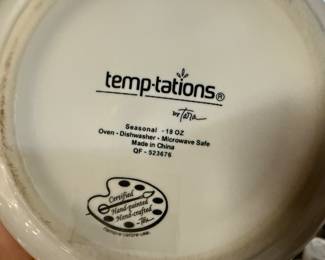 temp-tations®
by Tara
Seasonal - 18 OZ
Oven - Dishwasher - Microwave Safe
Made in China
QF - 523676
Certified
Hand-painted
Hand-crafted